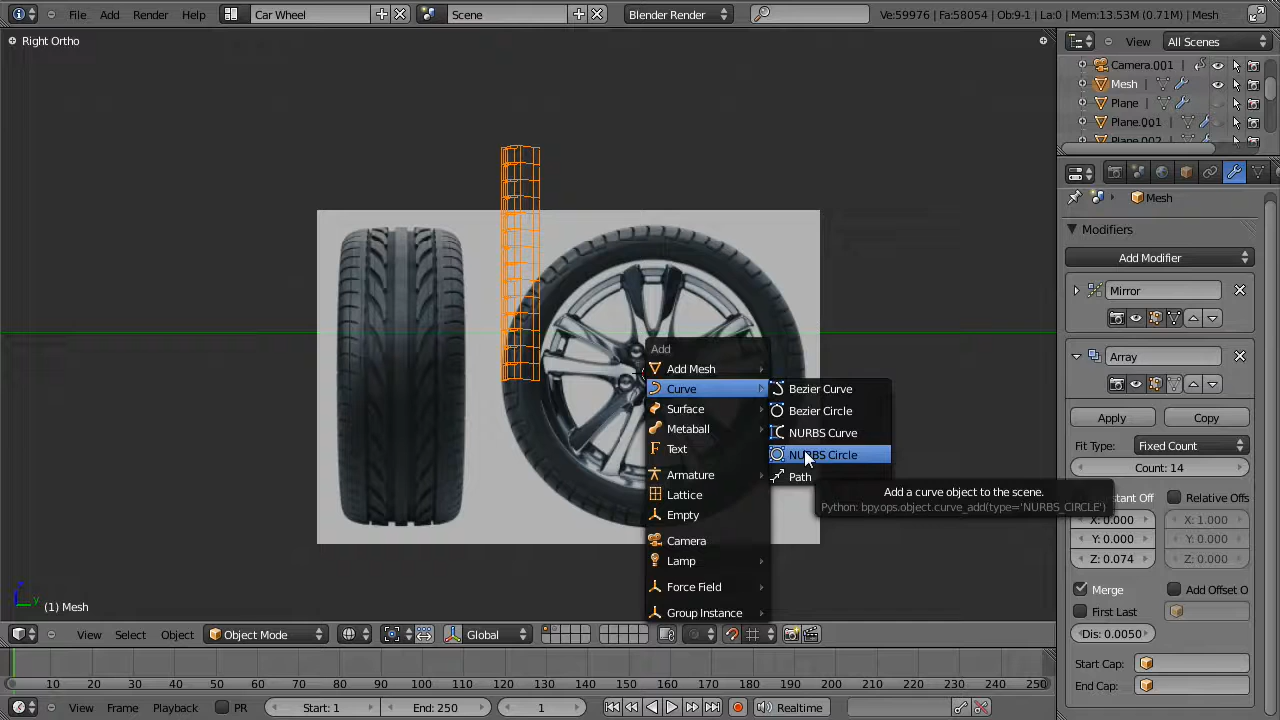 File Add Render Help Car Wheel Scene Blender Render Ve:59976 | Fa:58054 | Ob:9-1 | La:0 | Mem:13.53M (0.71M) | Mesh
Right Ortho
View All Scenes
Camera.001
Mesh
Plane
Plane.001
Plane.002
Mesh
Modifiers
Add Modifier
Mirror
Array
Apply Copy
Fit Type: Fixed Count
Count: 14
stant Off Relative Offs
X: 0.000 X: 1.000
Y: 0.000 Y: 0.000
Z: 0.074 Z: 0.000
Merge Add Offset O
First Last
Dis: 0.0050
Start Cap:
End Cap:
Add
Add Mesh
Curve
Surface
Metaball
Text
Armature
Lattice
Empty
Camera
Lamp
Force Field
Group Instance
Bezier Curve
Bezier Circle
NURBS Curve
NURBS Circle
Path
Add a curve object to the scene.
Python: bpy.ops.object.curve_add(type='NURBS_CIRCLE')
z
y
(1) Mesh
View Select Object Object Mode Global
10 20 30 40 50 60 70 80 90 100 110 120 130 140 150 160 170 180 190 200 210 220 230 240 250
View Frame Playback PR Start: 1 End: 250 1 Realtime